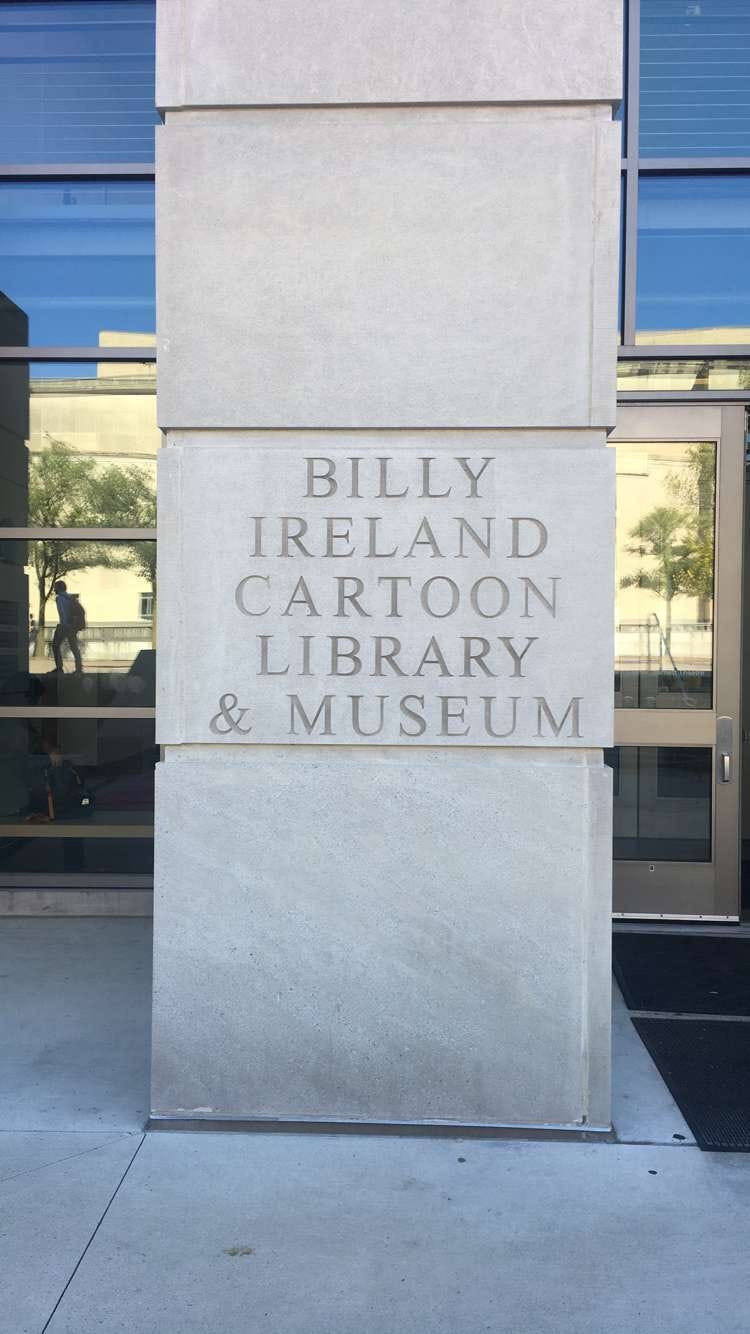 BILLY
IRELAND
CARTOON
LIBRARY
& MUSEUM